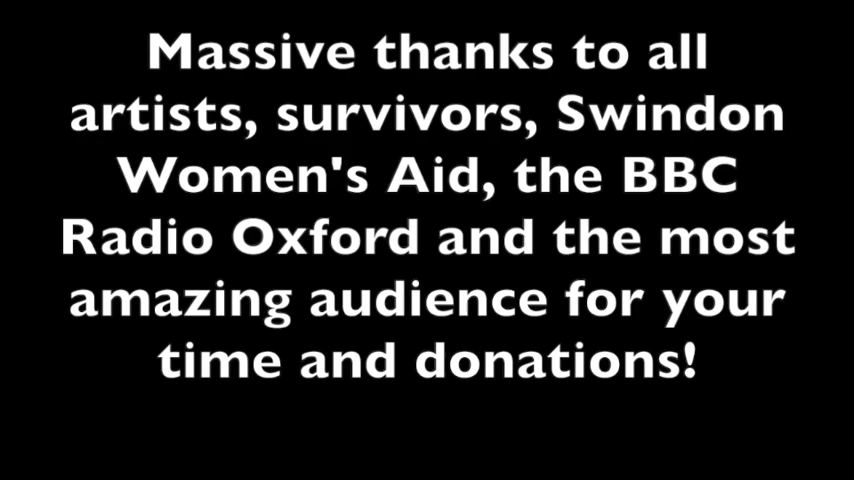 Massive thanks to all
artists, survivors, Swindon
Women's Aid, the BBC
Radio Oxford and the most
amazing audience for your
time and donations!